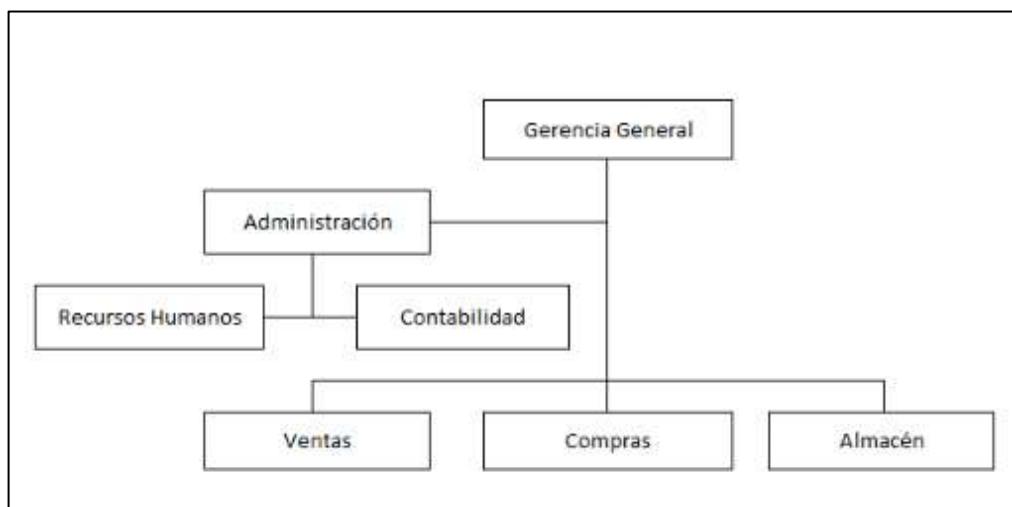 Gerencia General
Administración
Recursos Humanos
Contabilidad
Ventas
Compras
Almacén